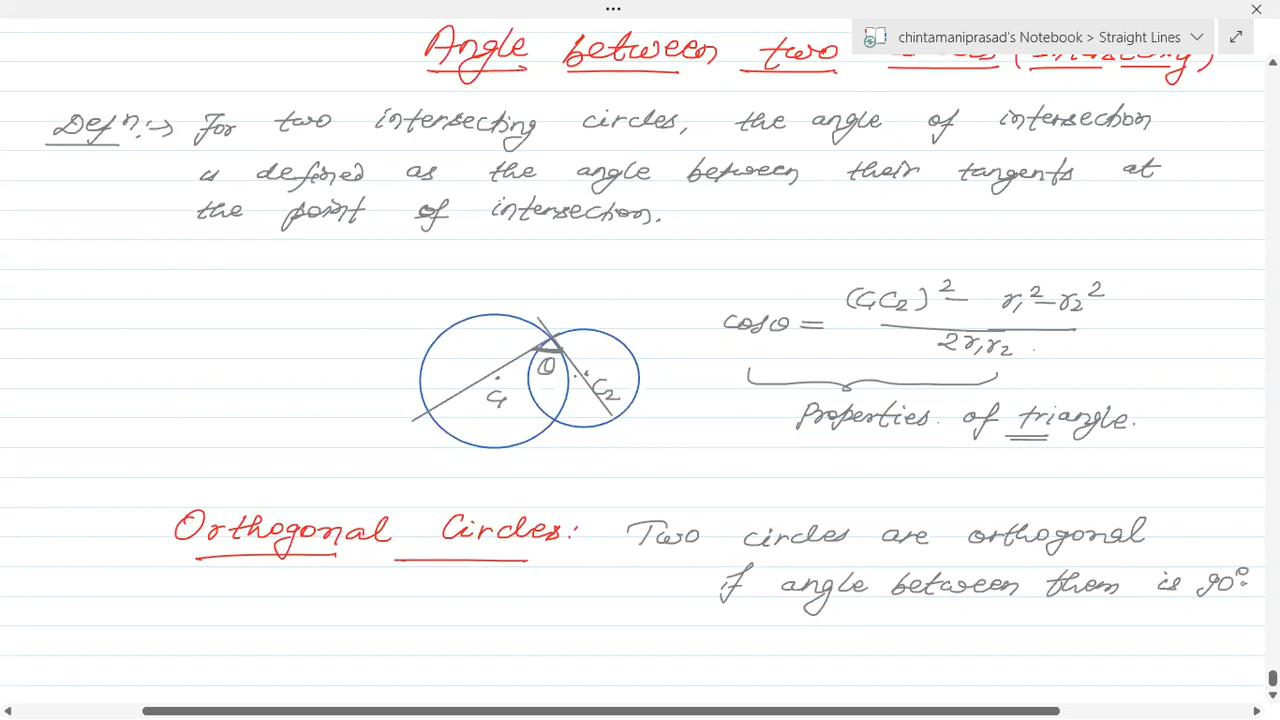 chintamaniprasad's Notebook > Straight Lines
Angle between two
Defn :→ For two intersecting circles, the angle of intersection
is defined as the angle between their tangents at
the point of intersection.
cosθ = (C1C2)² - r1² - r2² / 2r1r2
θ
C1 C2
Properties of triangle.
Orthogonal Circles: Two circles are orthogonal
if angle between them is 90°